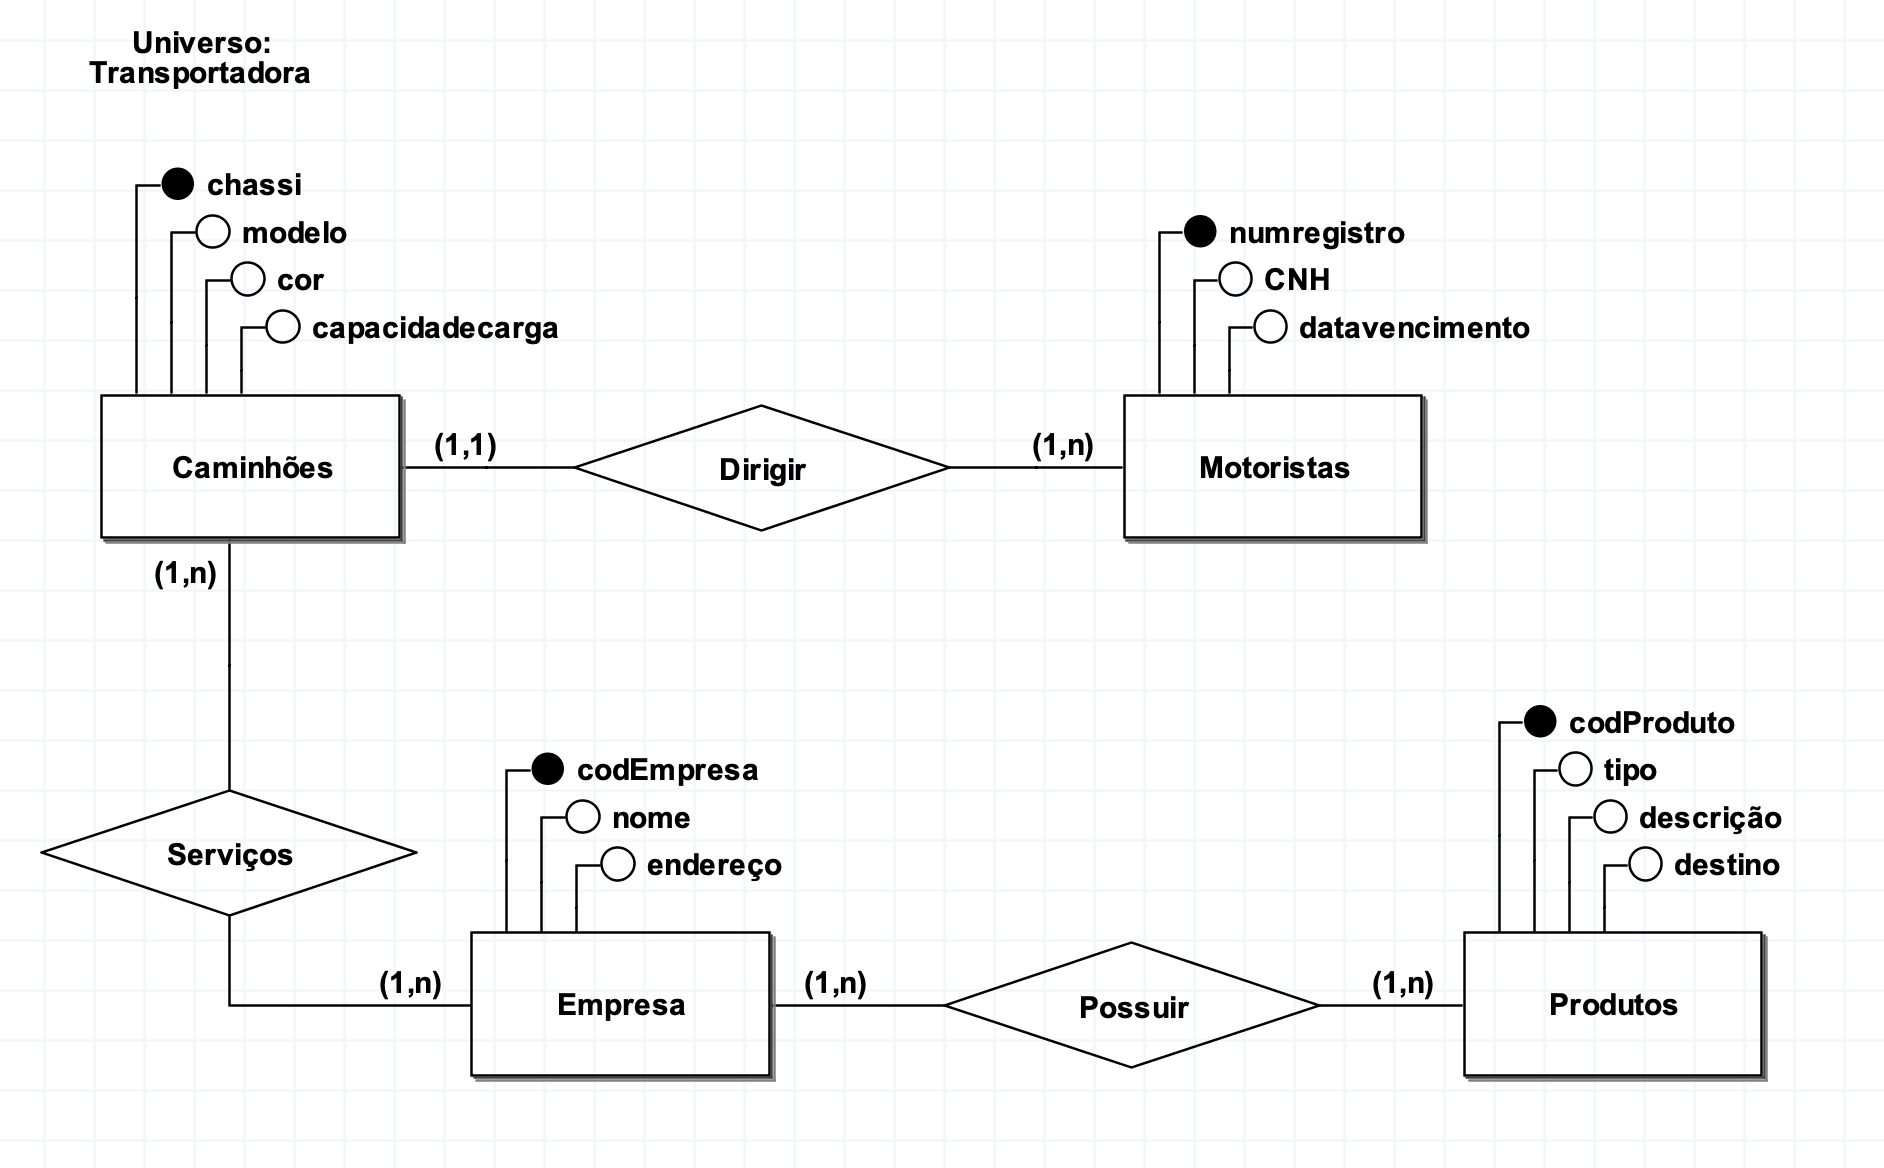 Universo:
Transportadora
chassi
modelo
cor
capacidadecarga
numregistro
CNH
datavencimento
Caminhões
(1,1)
Dirigir
(1,n)
Motoristas
(1,n)
Serviços
(1,n)
codEmpresa
nome
endereço
Empresa
(1,n)
Possuir
(1,n)
codProduto
tipo
descrição
destino
Produtos